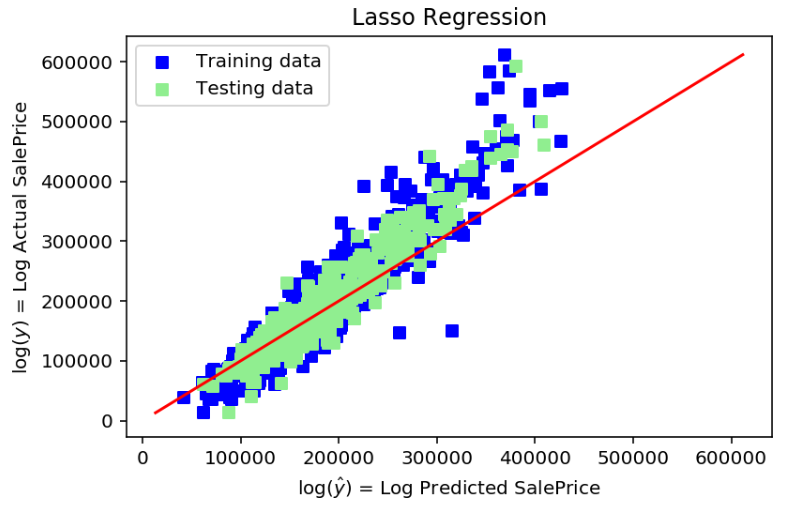 Lasso Regression
Training data
Testing data
log(y) = Log Actual SalePrice
600000
500000
400000
300000
200000
100000
0
0 100000 200000 300000 400000 500000 600000
log(ŷ) = Log Predicted SalePrice